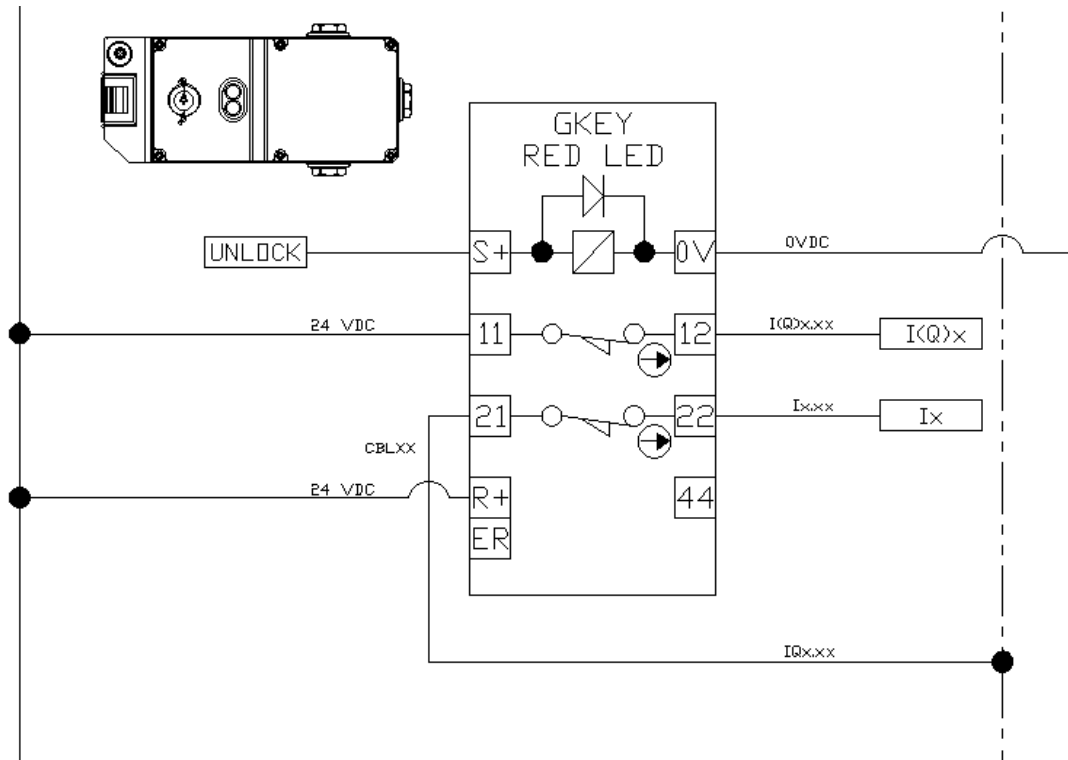 GKEY
RED LED
UNLOCK
S+
0V
0VDC
24 VDC
11
12
I(Q)x.xx
I(Q)x
21
22
Ix.xx
Ix
CBLXX
24 VDC
R+
44
ER
IQx.xx